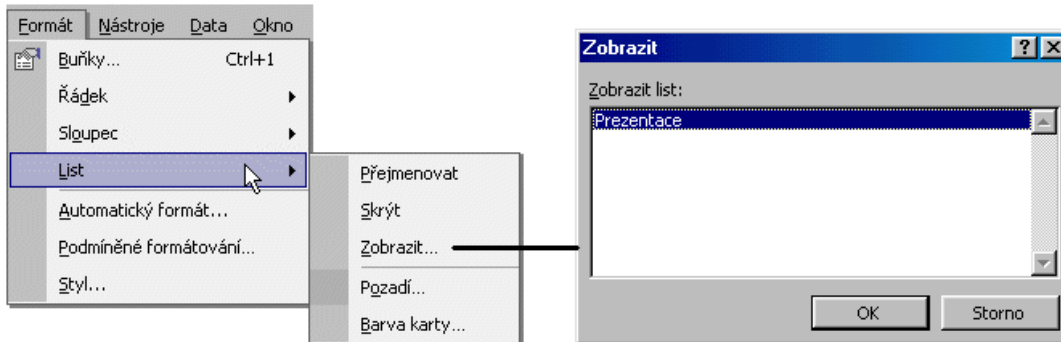 Formát Nástroje Data Okno
Buňky... Ctrl+1
Řádek
Sloupec
List
Automatický formát...
Podmíněné formátování...
Styl...
Přejmenovat
Skrýt
Zobrazit...
Pozadí...
Barva karty...
Zobrazit
Zobrazit list:
Prezentace
OK Storno